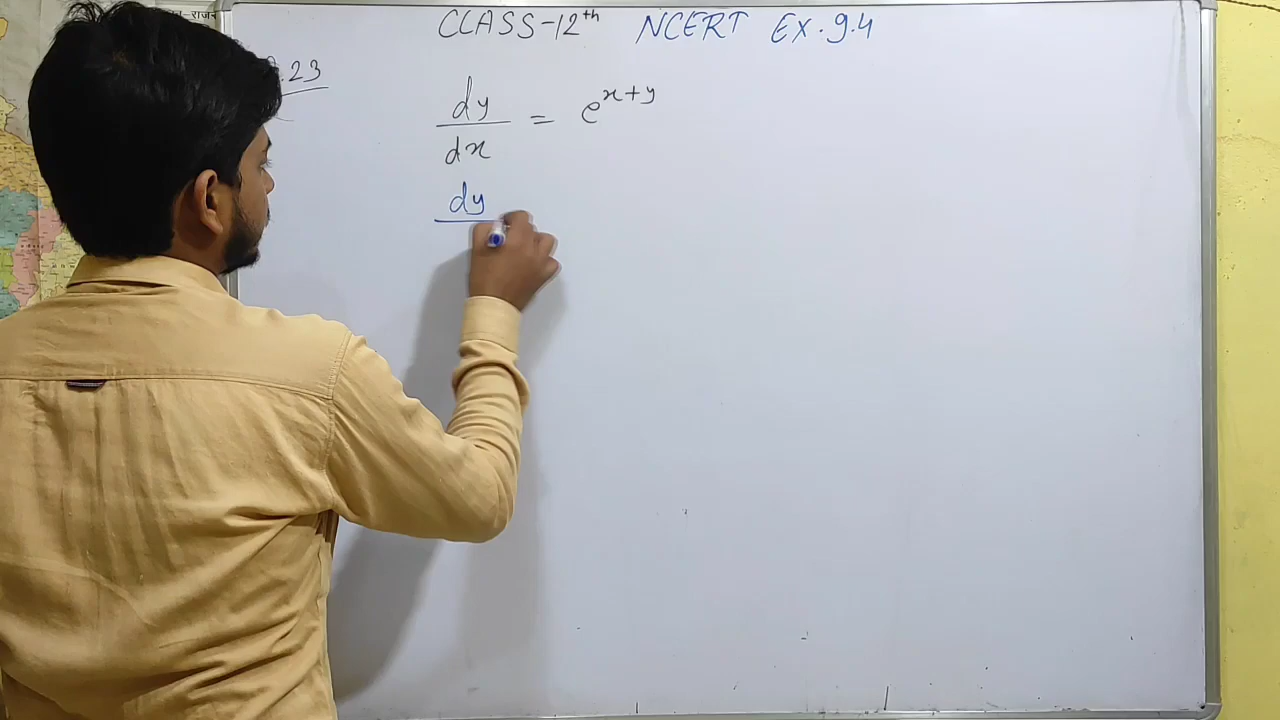 CLASS-12th NCERT EX.9.4
.23
dy/dx = e^x+y
dy